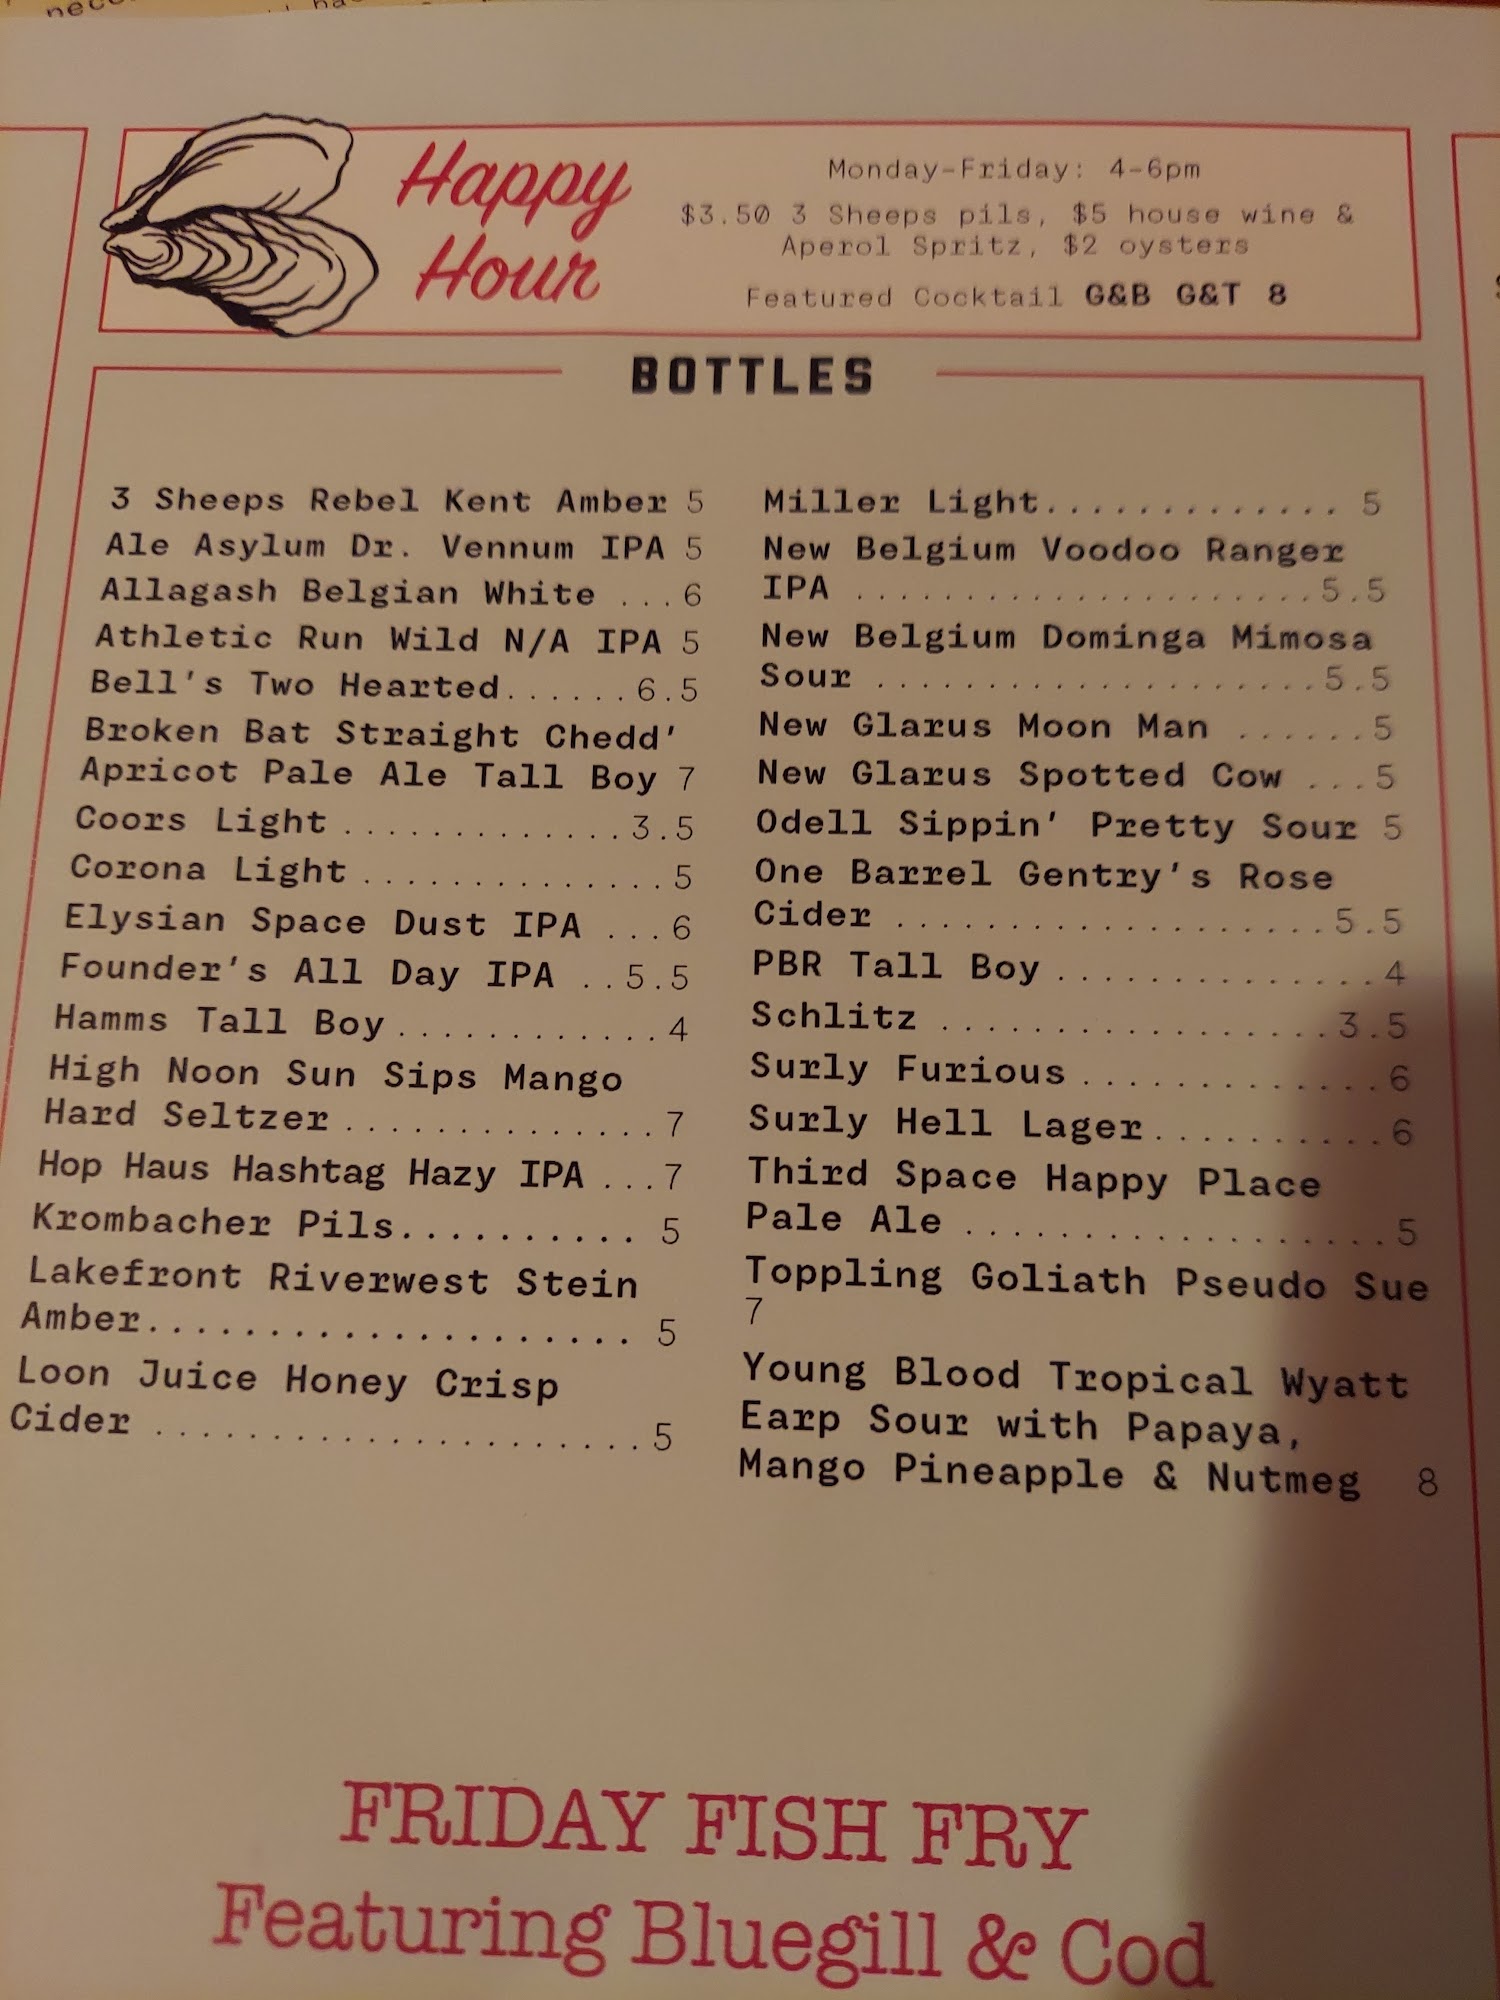 Happy
Hour
Monday-Friday: 4-6pm
$3.50 3 Sheeps pils, $5 house wine &
Aperol Spritz, $2 oysters
Featured Cocktail G&B G&T 8
BOTTLES
3 Sheeps Rebel Kent Amber 5
Ale Asylum Dr. Vennum IPA 5
Allagash Belgian White ...6
Athletic Run Wild N/A IPA 5
Bell's Two Hearted......6.5
Broken Bat Straight Chedd'
Apricot Pale Ale Tall Boy 7
Coors Light.............3.5
Corona Light..............5
Elysian Space Dust IPA ...6
Founder's All Day IPA ..5.5
Hamms Tall Boy............4
High Noon Sun Sips Mango
Hard Seltzer..............7
Hop Haus Hashtag Hazy IPA ...7
Krombacher Pils.......... 5
Lakefront Riverwest Stein
Amber.................... 5
Loon Juice Honey Crisp
Cider .....................5
Miller Light............. 5
New Belgium Voodoo Ranger
IPA ....................5.5
New Belgium Dominga Mimosa
Sour ...................5.5
New Glarus Moon Man ......5
New Glarus Spotted Cow ...5
Odell Sippin' Pretty Sour 5
One Barrel Gentry's Rose
Cider ..................5.5
PBR Tall Boy..............4
Schlitz .................3.5
Surly Furious..............6
Surly Hell Lager..........6
Third Space Happy Place
Pale Ale ..................5
Toppling Goliath Pseudo Sue
7
Young Blood Tropical Wyatt
Earp Sour with Papaya,
Mango Pineapple & Nutmeg 8
FRIDAY FISH FRY
Featuring Bluegill & Cod